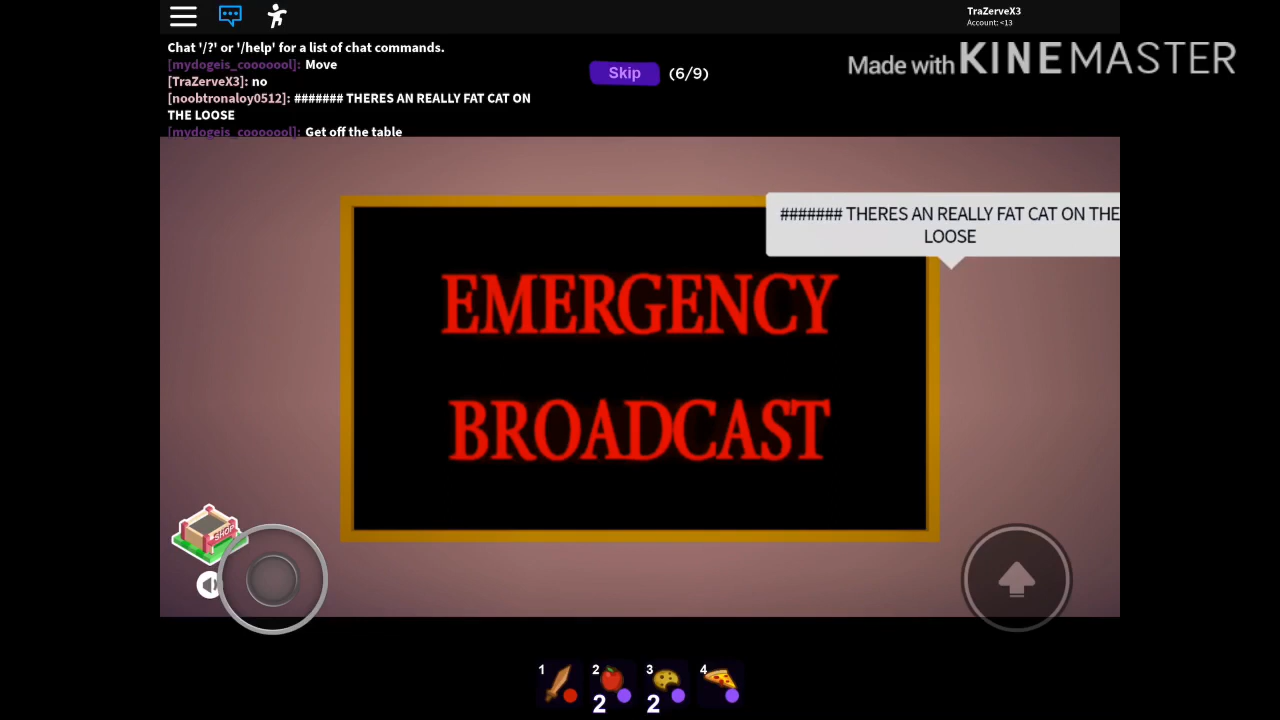 TraZerveX3
Account: <13
Chat '/?' or '/help' for a list of chat commands.
[mydogeis_cooooool]: Move
[TraZerveX3]: no
[noobtronaloy0512]: ####### THERES AN REALLY FAT CAT ON
THE LOOSE
[mydogeis_cooooool]: Get off the table
Skip (6/9)
Made with KINEMASTER
####### THERES AN REALLY FAT CAT ON THE
LOOSE
EMERGENCY
BROADCAST
SHOP
1 2 3 4
2 2